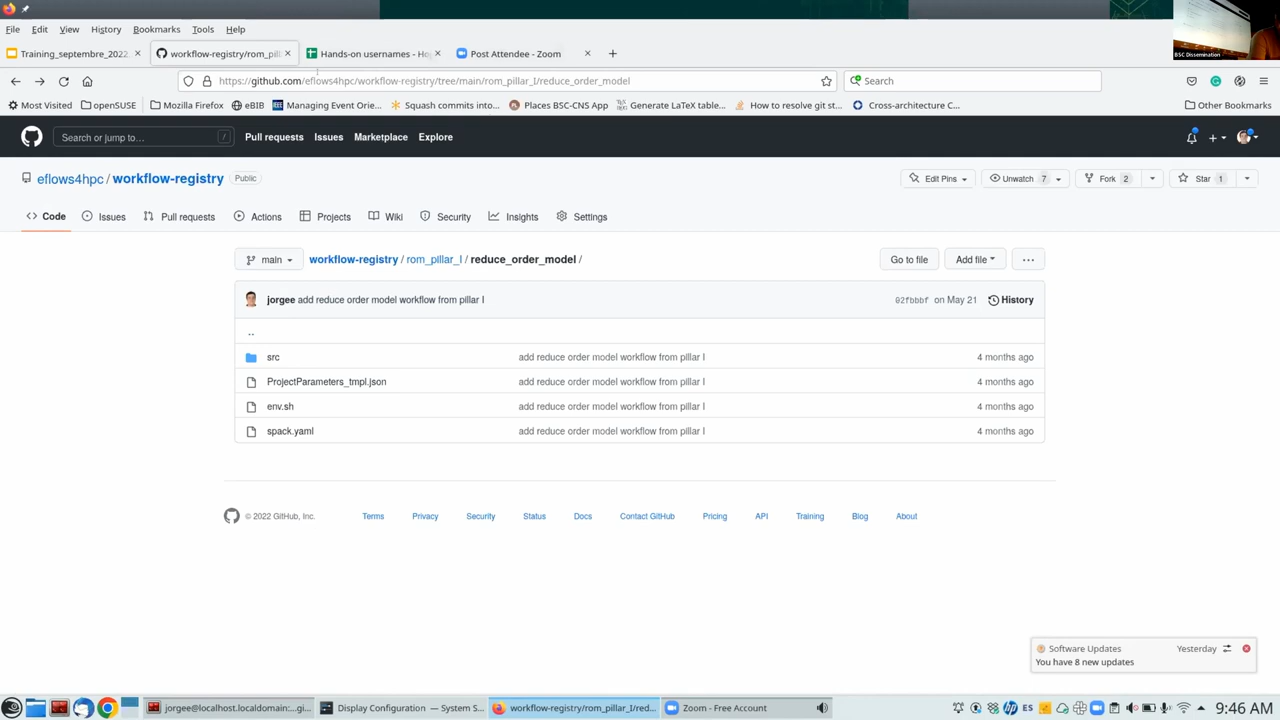 File Edit View History Bookmarks Tools Help
Training_septembre_2022
workflow-registry/rom_pill
Hands-on usernames - Ho
Post Attendee - Zoom
https://github.com/eflows4hpc/workflow-registry/tree/main/rom_pillar_I/reduce_order_model
Search
Most Visited openSUSE Mozilla Firefox eBIB Managing Event Orie... Squash commits into... Places BSC-CNS App Generate LaTeX table... How to resolve git st... Cross-architecture C... Other Bookmarks
BSC Dissemination
Search or jump to... /
Pull requests Issues Marketplace Explore
eflows4hpc / workflow-registry Public
Edit Pins Unwatch 7 Fork 2 Star 1
Code Issues Pull requests Actions Projects Wiki Security Insights Settings
main workflow-registry / rom_pillar_I / reduce_order_model /
Go to file Add file ...
jorgee add reduce order model workflow from pillar I 02fbbbf on May 21 History
..
src add reduce order model workflow from pillar I 4 months ago
ProjectParameters_tmpl.json add reduce order model workflow from pillar I 4 months ago
env.sh add reduce order model workflow from pillar I 4 months ago
spack.yaml add reduce order model workflow from pillar I 4 months ago
© 2022 GitHub, Inc. Terms Privacy Security Status Docs Contact GitHub Pricing API Training Blog About
Software Updates Yesterday
You have 8 new updates
jorgee@localhost.localdomain:...gi...
Display Configuration — System S...
workflow-registry/rom_pillar_I/red...
Zoom - Free Account
ES
9:46 AM